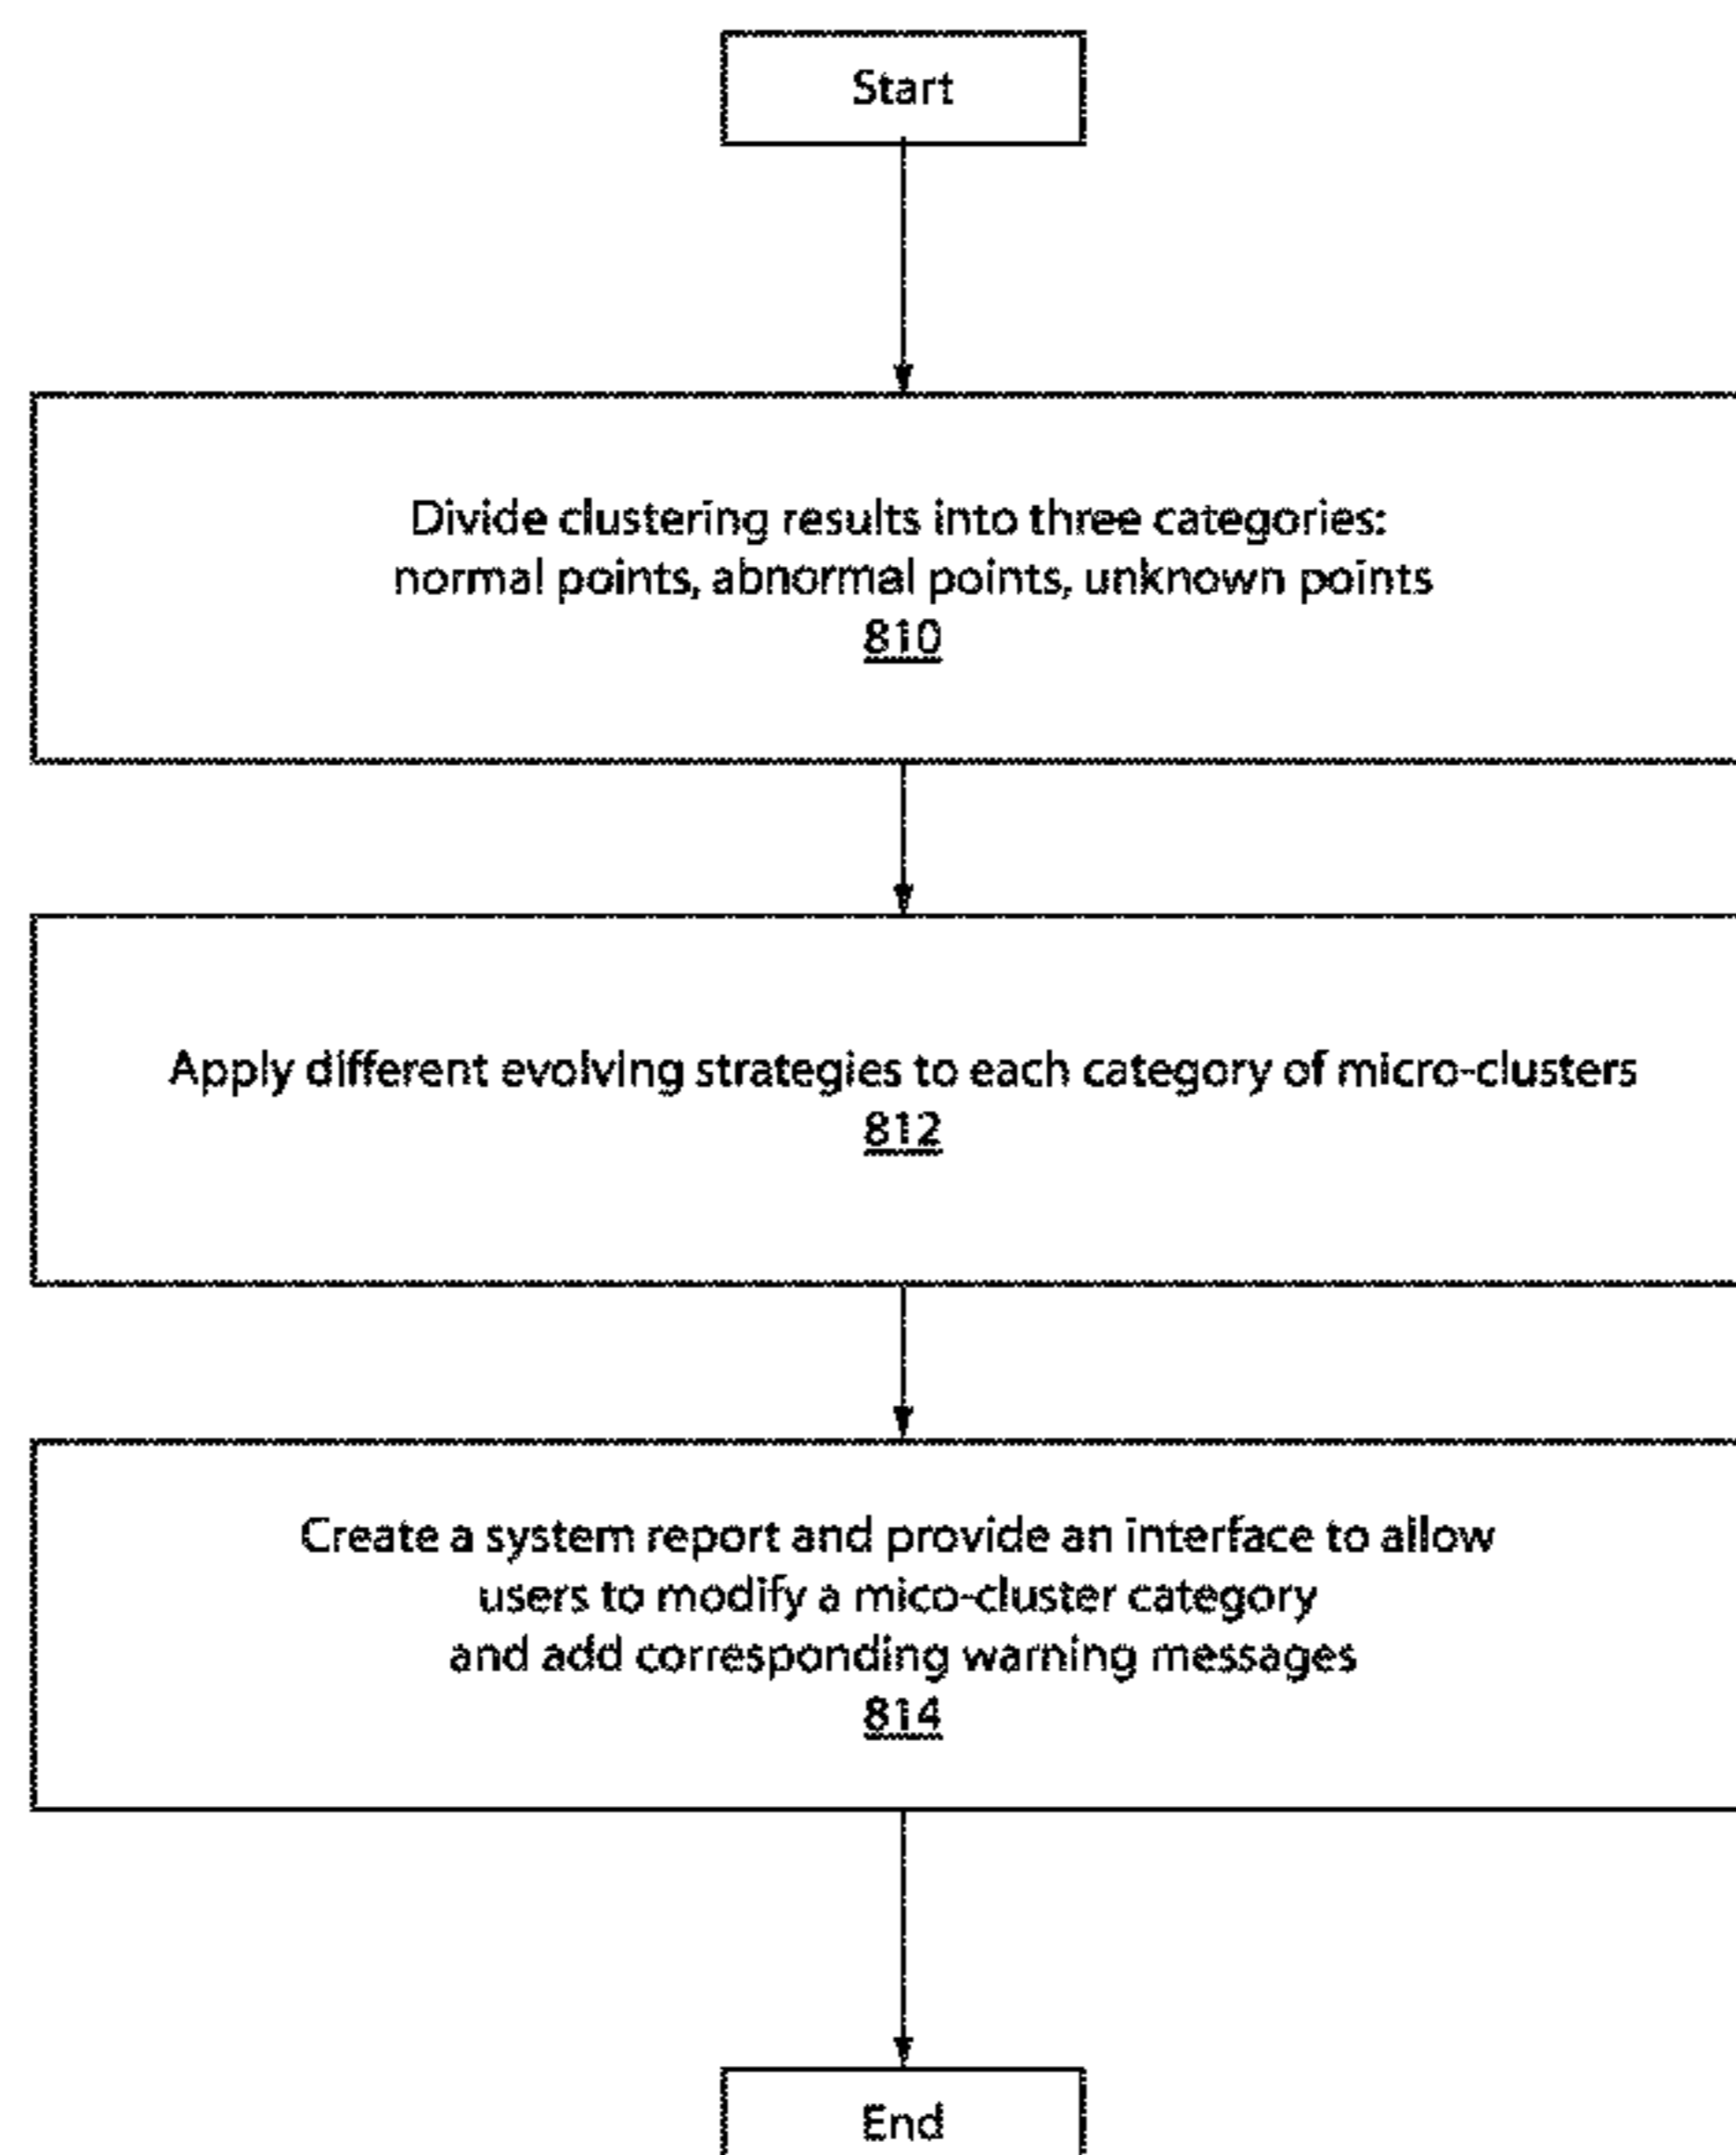 Start
Divide clustering results into three categories:
normal points, abnormal points, unknown points
810
Apply different evolving strategies to each category of micro-clusters
812
Create a system report and provide an interface to allow
users to modify a mico-cluster category
and add corresponding warning messages
814
End